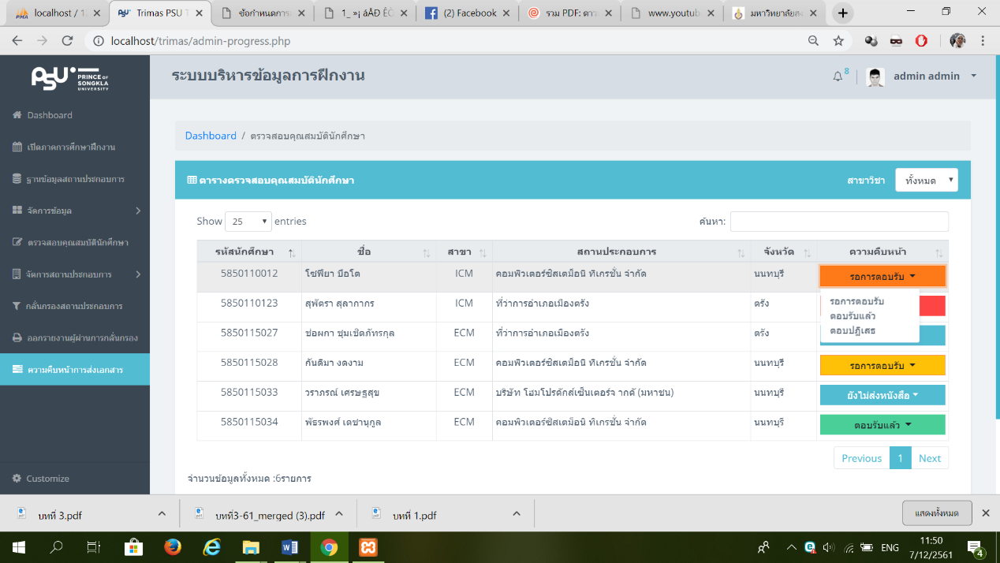 localhost / 1
Trimas PSU T
ข้อกำหนดการ
1_ »¡ áÅÐ ÊÒ
(2) Facebook
รวม PDF: ดาว
www.youtub
มหาวิทยาลัยส
localhost/trimas/admin-progress.php
PSU PRINCE OF SONGKLA UNIVERSITY
ระบบบริหารข้อมูลการฝึกงาน
8
admin admin
Dashboard
เปิดภาคการศึกษาฝึกงาน
ฐานข้อมูลสถานประกอบการ
จัดการข้อมูล
ตรวจสอบคุณสมบัตินักศึกษา
จัดการสถานประกอบการ
กลั่นกรองสถานประกอบการ
ออกรายงานผู้ผ่านการกลั่นกรอง
ความคืบหน้าการส่งเอกสาร
Customize
Dashboard / ตรวจสอบคุณสมบัตินักศึกษา
ตารางตรวจสอบคุณสมบัตินักศึกษา
สาขาวิชา ทั้งหมด
Show 25 entries
ค้นหา:
รหัสนักศึกษา ชื่อ สาขา สถานประกอบการ จังหวัด ความคืบหน้า
5850110012 โซฟียา บือโต ICM คอมพิวเตอร์ซิสเตม็อนิ ทิเกรชั่น จำกัด นนทบุรี รอการตอบรับ
5850110123 สุพัตรา สุลากากร ICM ที่ว่าการอำเภอเมืองตรัง ตรัง
รอการตอบรับ
ตอบรับแล้ว
ตอบปฏิเสธ
5850115027 ช่อผกา ชุมเชิดภัทรกุล ECM ที่ว่าการอำเภอเมืองตรัง ตรัง
5850115028 กันติมา งดงาม ECM คอมพิวเตอร์ซิสเตม็อนิ ทิเกรชั่น จำกัด นนทบุรี รอการตอบรับ
5850115033 วราภรณ์ เศรษฐสุข ECM บริษัท โฮมโปรดักส์เซ็นเตอร์จ ากดั (มหาชน) นนทบุรี ยังไม่ส่งหนังสือ
5850115034 พัธรพงศ์ เดชานุกูล ECM คอมพิวเตอร์ซิสเตม็อนิ ทิเกรชั่น จำกัด นนทบุรี ตอบรับแล้ว
Previous 1 Next
จำนวนข้อมูลทั้งหมด :6รายการ
บทที่ 3.pdf
บทที่3-61_merged (3).pdf
บทที่ 1.pdf
แสดงทั้งหมด
ENG
11:50
7/12/2561
4